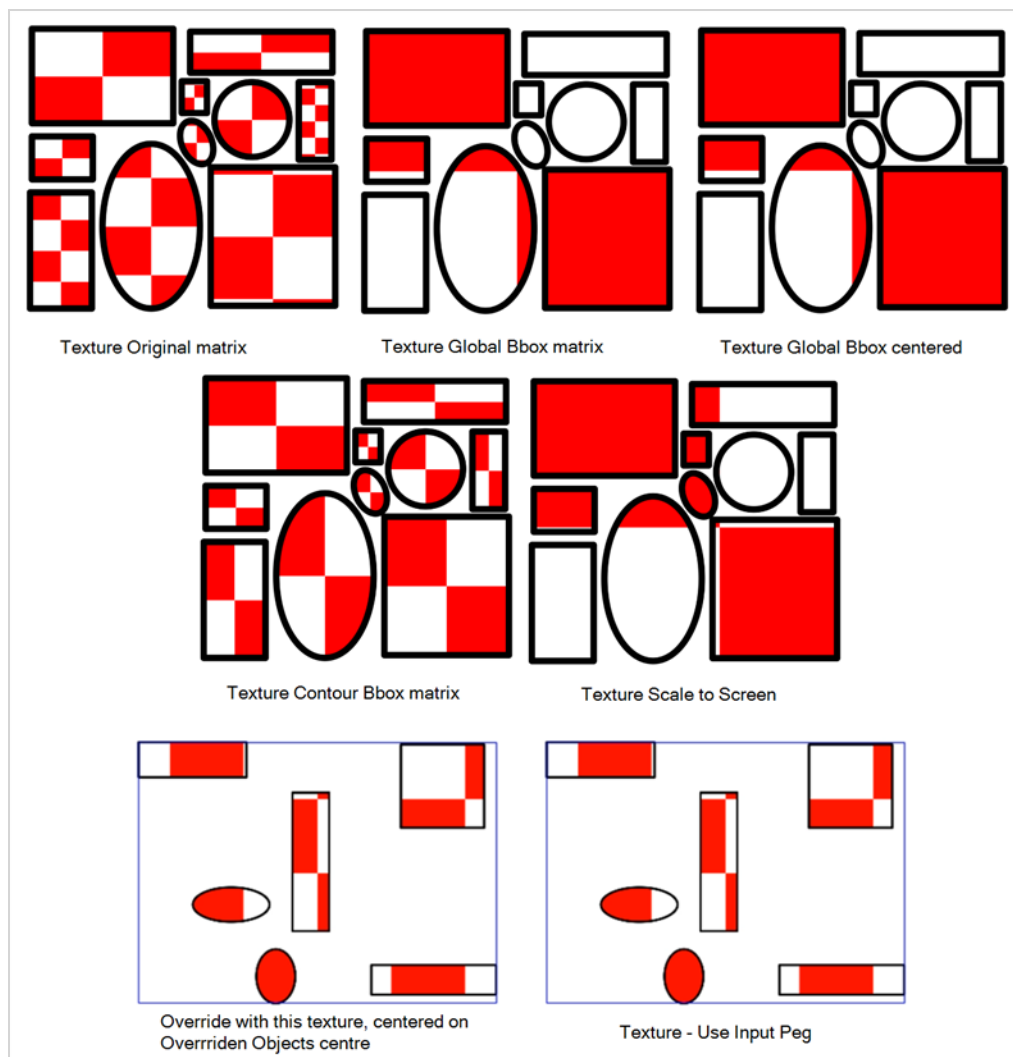 Texture Original matrix
Texture Global Bbox matrix
Texture Global Bbox centered
Texture Contour Bbox matrix
Texture Scale to Screen
Override with this texture, centered on
Overrriden Objects centre
Texture - Use Input Peg